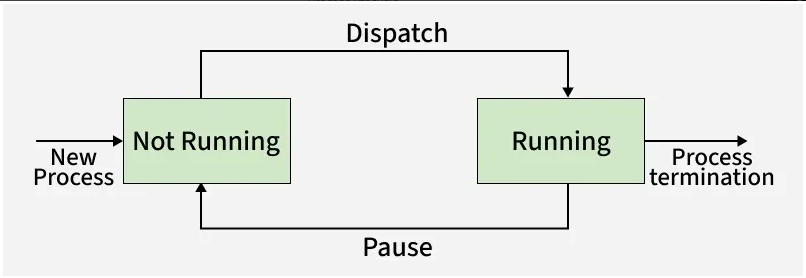 Dispatch
Not Running
Running
New
Process
Process
termination
Pause